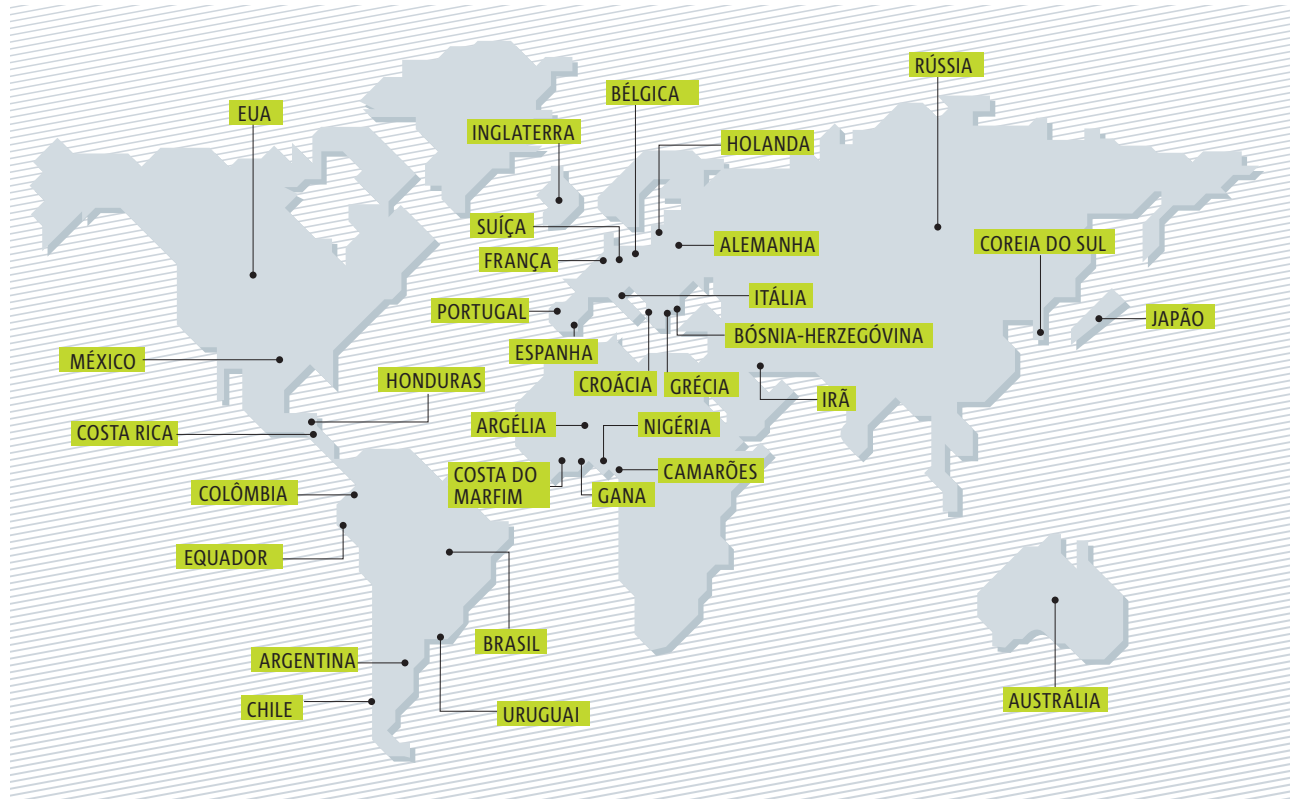 RÚSSIA
BÉLGICA
EUA
INGLATERRA
HOLANDA
SUÍÇA
ALEMANHA
COREIA DO SUL
FRANÇA
ITÁLIA
PORTUGAL
JAPÃO
BÓSNIA-HERZEGÓVINA
ESPANHA
MÉXICO
HONDURAS
CROÁCIA
GRÉCIA
IRÃ
COSTA RICA
ARGÉLIA
NIGÉRIA
COSTA DO
MARFIM
CAMARÕES
COLÔMBIA
GANA
EQUADOR
BRASIL
ARGENTINA
CHILE
URUGUAI
AUSTRÁLIA